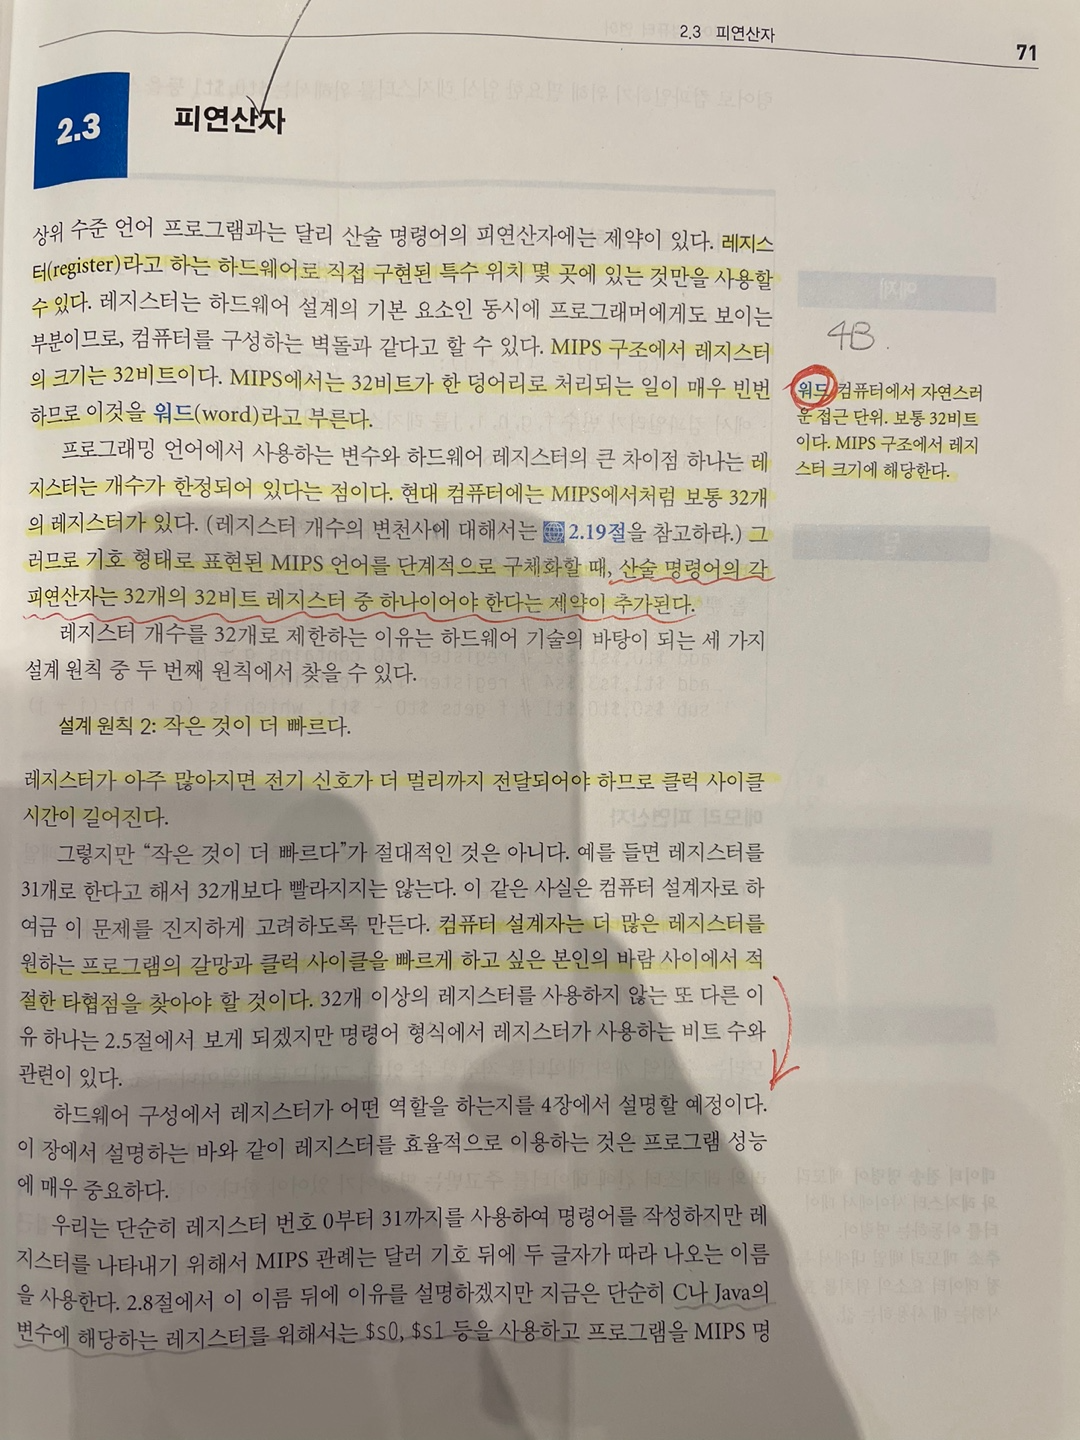 2.3 피연산자
71
2.3 피연산자
상위 수준 언어 프로그램과는 달리 산술 명령어의 피연산자에는 제약이 있다. 레지스
터(register)라고 하는 하드웨어로 직접 구현된 특수 위치 몇 곳에 있는 것만을 사용할
수 있다. 레지스터는 하드웨어 설계의 기본 요소인 동시에 프로그래머에게도 보이는
부분이므로, 컴퓨터를 구성하는 벽돌과 같다고 할 수 있다. MIPS 구조에서 레지스터
의 크기는 32비트이다. MIPS에서는 32비트가 한 덩어리로 처리되는 일이 매우 빈번
하므로 이것을 워드(word)라고 부른다.
프로그래밍 언어에서 사용하는 변수와 하드웨어 레지스터의 큰 차이점 하나는 레
지스터는 개수가 한정되어 있다는 점이다. 현대 컴퓨터에는 MIPS에서처럼 보통 32개
의 레지스터가 있다. (레지스터 개수의 변천사에 대해서는 2.19절을 참고하라.) 그
러므로 기호 형태로 표현된 MIPS 언어를 단계적으로 구체화할 때, 산술 명령어의 각
피연산자는 32개의 32비트 레지스터 중 하나이어야 한다는 제약이 추가된다.
레지스터 개수를 32개로 제한하는 이유는 하드웨어 기술의 바탕이 되는 세 가지
설계 원칙 중 두 번째 원칙에서 찾을 수 있다.
설계 원칙 2: 작은 것이 더 빠르다.
레지스터가 아주 많아지면 전기 신호가 더 멀리까지 전달되어야 하므로 클럭 사이클
시간이 길어진다.
그렇지만 “작은 것이 더 빠르다”가 절대적인 것은 아니다. 예를 들면 레지스터를
31개로 한다고 해서 32개보다 빨라지지는 않는다. 이 같은 사실은 컴퓨터 설계자로 하
여금 이 문제를 진지하게 고려하도록 만든다. 컴퓨터 설계자는 더 많은 레지스터를
원하는 프로그램의 갈망과 클럭 사이클을 빠르게 하고 싶은 본인의 바람 사이에서 적
절한 타협점을 찾아야 할 것이다. 32개 이상의 레지스터를 사용하지 않는 또 다른 이
유 하나는 2.5절에서 보게 되겠지만 명령어 형식에서 레지스터가 사용하는 비트 수와
관련이 있다.
하드웨어 구성에서 레지스터가 어떤 역할을 하는지를 4장에서 설명할 예정이다.
이 장에서 설명하는 바와 같이 레지스터를 효율적으로 이용하는 것은 프로그램 성능
에 매우 중요하다.
우리는 단순히 레지스터 번호 0부터 31까지를 사용하여 명령어를 작성하지만 레
지스터를 나타내기 위해서 MIPS 관례는 달러 기호 뒤에 두 글자가 따라 나오는 이름
을 사용한다. 2.8절에서 이 이름 뒤에 이유를 설명하겠지만 지금은 단순히 C나 Java의
변수에 해당하는 레지스터를 위해서는 $s0, $s1 등을 사용하고 프로그램을 MIPS 명
4B.
워드 컴퓨터에서 자연스러
운 접근 단위. 보통 32비트
이다. MIPS 구조에서 레지
스터 크기에 해당한다.